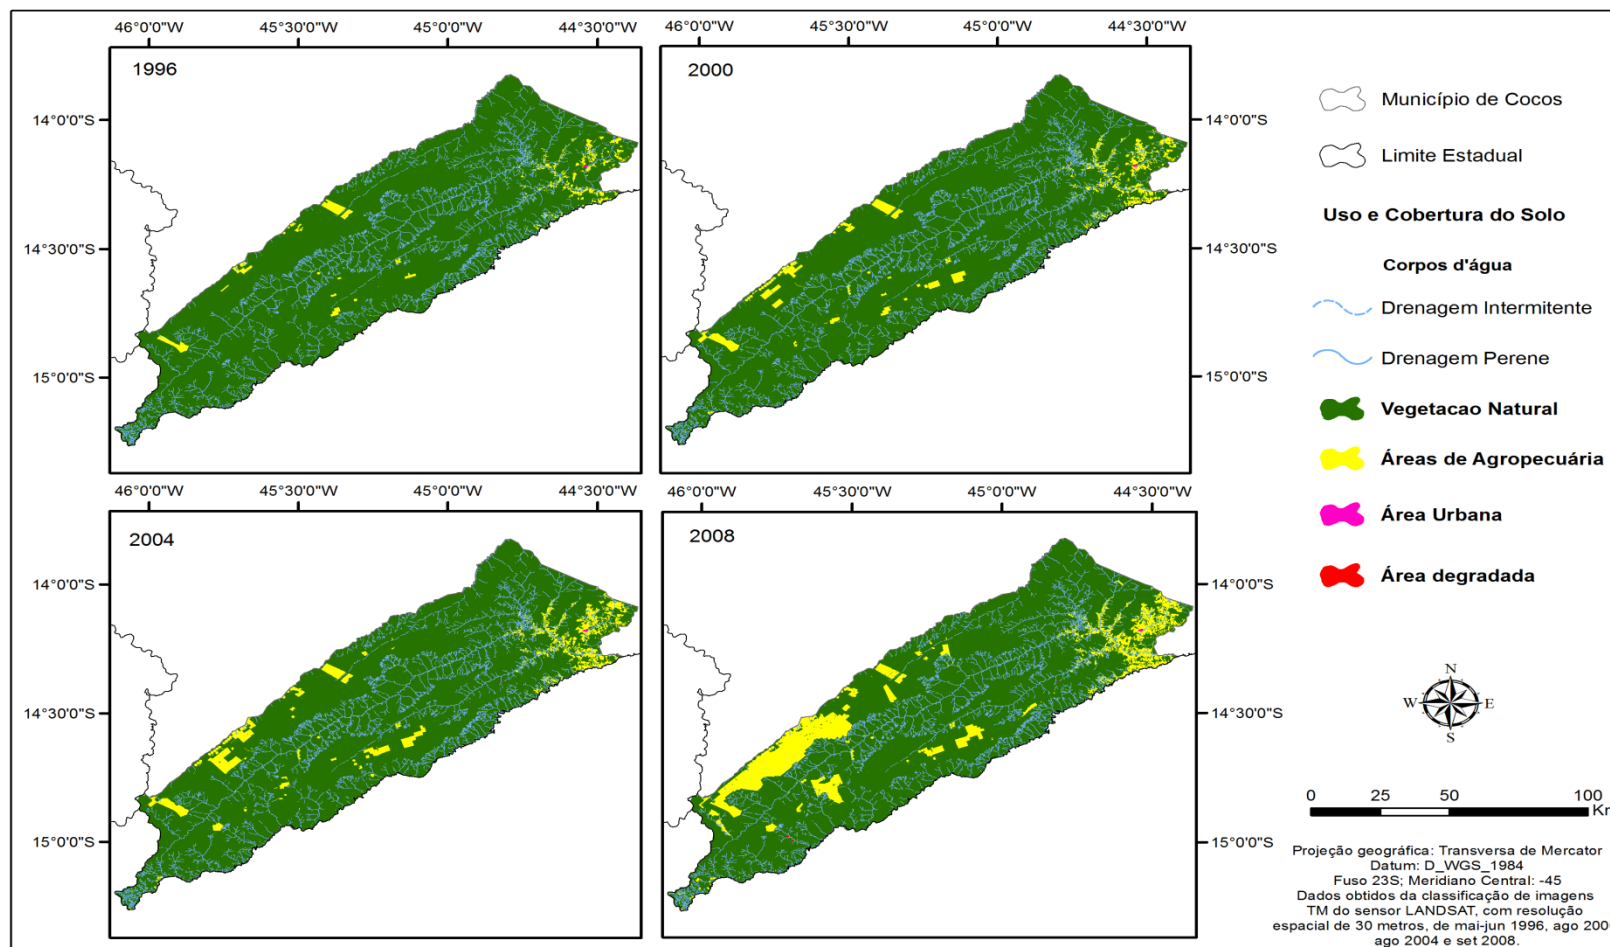 46°0'0"W 45°30'0"W 45°0'0"W 44°30'0"W
46°0'0"W 45°30'0"W 45°0'0"W 44°30'0"W
1996
2000
14°0'0"S
14°30'0"S
15°0'0"S
14°0'0"S
14°30'0"S
15°0'0"S
46°0'0"W 45°30'0"W 45°0'0"W 44°30'0"W
46°0'0"W 45°30'0"W 45°0'0"W 44°30'0"W
2004
2008
14°0'0"S
14°30'0"S
15°0'0"S
14°0'0"S
14°30'0"S
15°0'0"S
Município de Cocos
Limite Estadual
Uso e Cobertura do Solo
Corpos d'água
Drenagem Intermitente
Drenagem Perene
Vegetacao Natural
Áreas de Agropecuária
Área Urbana
Área degradada
N
W E
S
0 25 50 100
Projeção geográfica: Transversa de Mercator
Datum: D_WGS_1984
Fuso 23S; Meridiano Central: -45
Dados obtidos da classificação de imagens
TM do sensor LANDSAT, com resolução
espacial de 30 metros, de mai-jun 1996, ago 200
ago 2004 e set 2008.